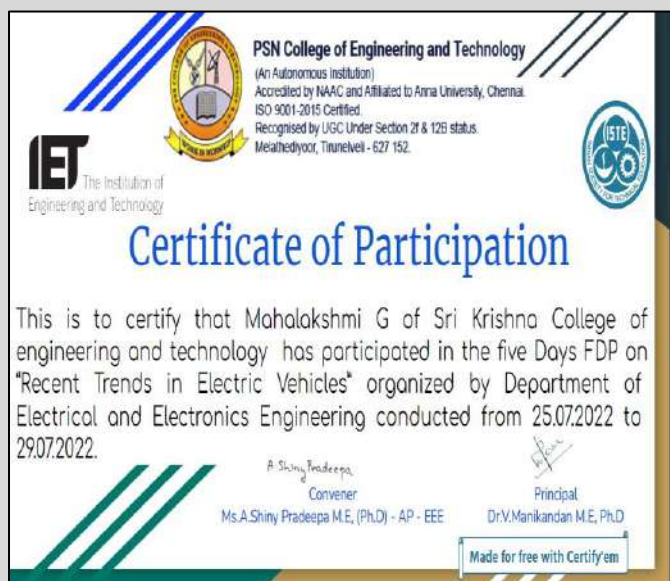 PSN College of Engineering and Technology
(An Autonomous Institution)
Accredited by NAAC and Affiliated to Anna University, Chennai.
ISO 9001-2015 Certified.
Recognised by UGC Under Section 2f & 12B status.
Melathediyoor, Tirunelveli - 627 152.
IET The Institution of
Engineering and Technology
ISTE
Certificate of Participation
This is to certify that Mahalakshmi G of Sri Krishna College of
engineering and technology has participated in the five Days FDP on
"Recent Trends in Electric Vehicles" organized by Department of
Electrical and Electronics Engineering conducted from 25.07.2022 to
29.07.2022.
A. Shiny Pradeepa
Convener
Ms.A.Shiny Pradeepa M.E, (Ph.D) - AP - EEE
Principal
Dr.V.Manikandan M.E, Ph.D
Made for free with Certify'em